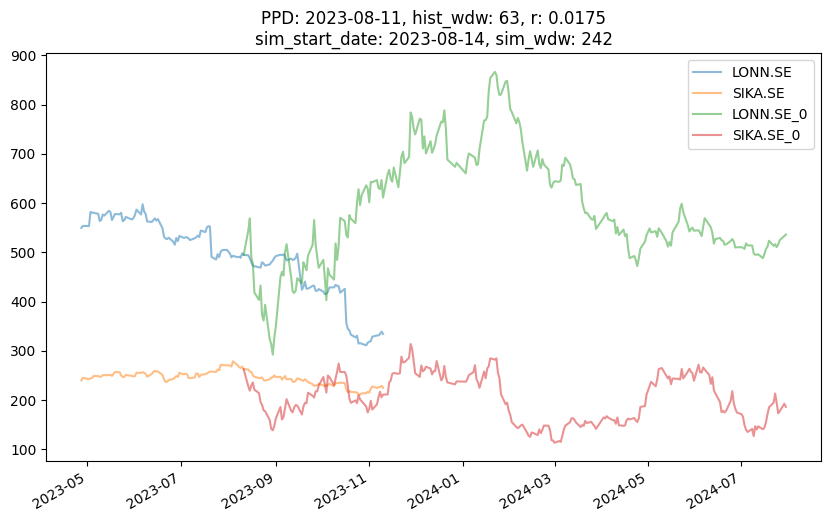 PPD: 2023-08-11, hist_wdw: 63, r: 0.0175
sim_start_date: 2023-08-14, sim_wdw: 242
900
800
700
600
500
400
300
200
100
LONN.SE
SIKA.SE
LONN.SE_0
SIKA.SE_0
2023-05
2023-07
2023-09
2023-11
2024-01
2024-03
2024-05
2024-07